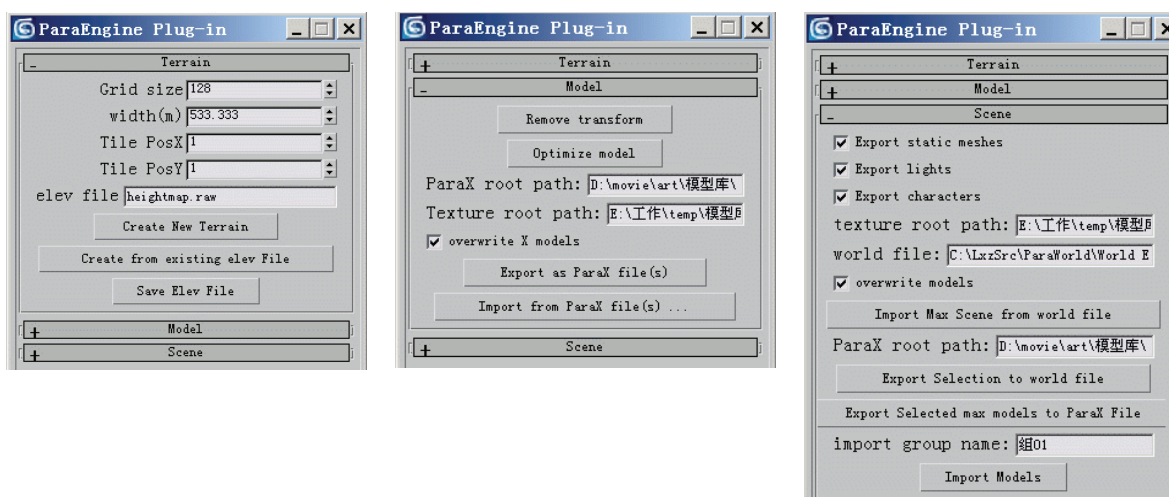 ParaEngine Plug-in
- Terrain
Grid size 128
width(m) 533.333
Tile PosX 1
Tile PosY 1
elev file heightmap.raw
Create New Terrain
Create from existing elev File
Save Elev File
+ Model
+ Scene
ParaEngine Plug-in
+ Terrain
- Model
Remove transform
Optimize model
ParaX root path: D:\movie\art\模型库\
Texture root path: E:\工作\temp\模型
overwrite X models
Export as ParaX file(s)
Import from ParaX file(s) ...
+ Scene
ParaEngine Plug-in
+ Terrain
+ Model
- Scene
Export static meshes
Export lights
Export characters
texture root path: E:\工作\temp\模型
world file: C:\LxzSrc\ParaWorld\World E
overwrite models
Import Max Scene from world file
ParaX root path: D:\movie\art\模型库\
Export Selection to world file
Export Selected max models to ParaX File
import group name: 组01
Import Models